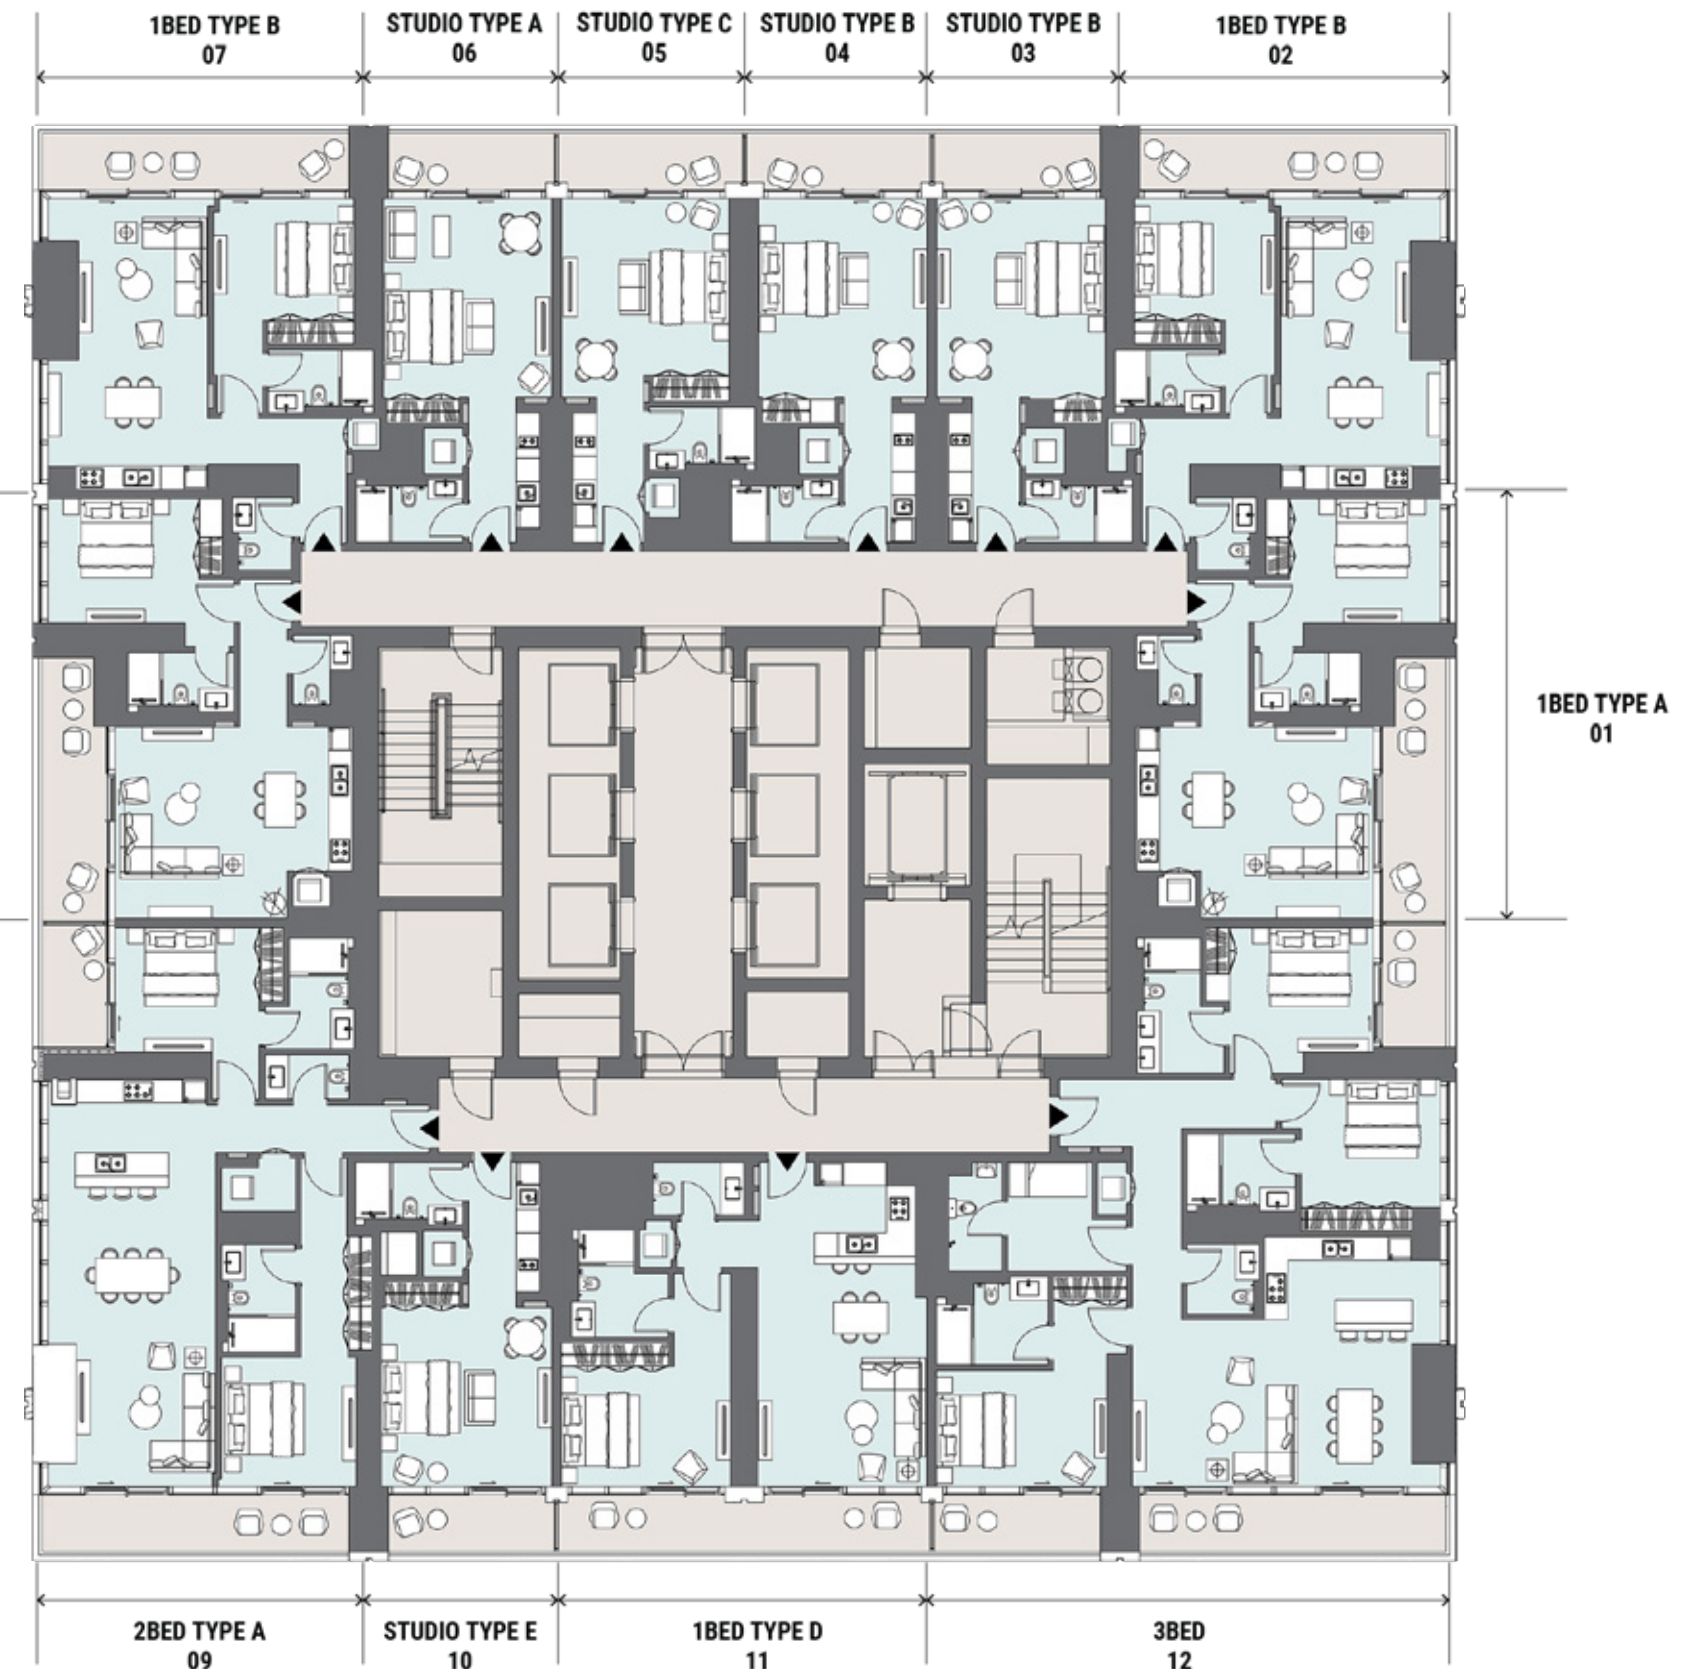 1BED TYPE B
07
STUDIO TYPE A
06
STUDIO TYPE C
05
STUDIO TYPE B
04
STUDIO TYPE B
03
1BED TYPE B
02
1BED TYPE A
01
2BED TYPE A
09
STUDIO TYPE E
10
1BED TYPE D
11
3BED
12